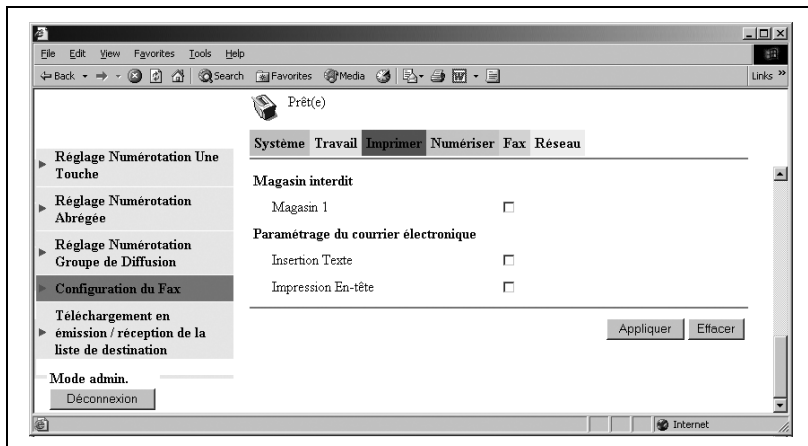 File Edit View Favorites Tools Help
Back Search Favorites Media Links »
Prêt(e)
Système Travail Imprimer Numériser Fax Réseau
Réglage Numérotation Une
Touche
Réglage Numérotation
Abrégée
Réglage Numérotation
Groupe de Diffusion
Configuration du Fax
Téléchargement en
émission / réception de la
liste de destination
Mode admin.
Déconnexion
Magasin interdit
Magasin 1
Paramétrage du courrier électronique
Insertion Texte
Impression En-tête
Appliquer Effacer
Internet